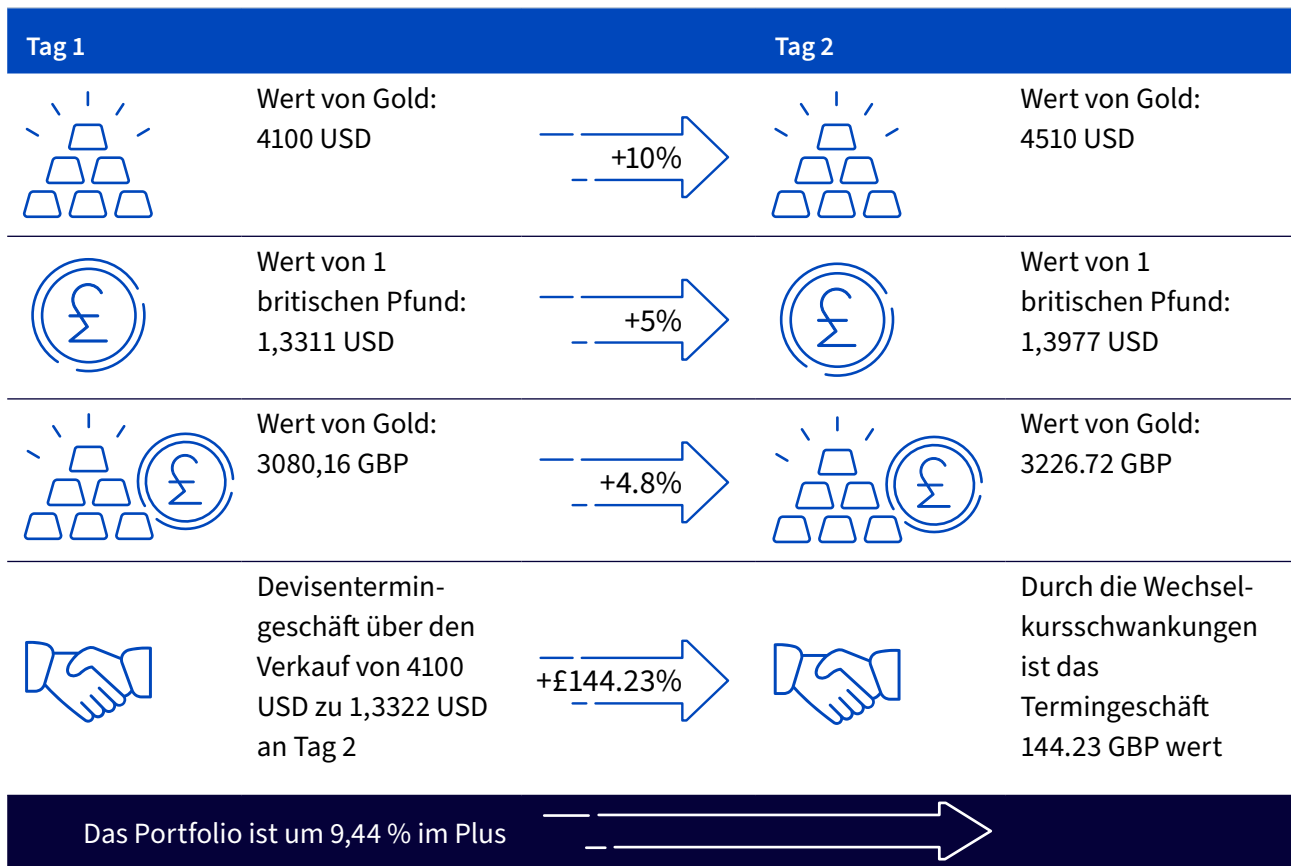 Tag 1
Tag 2
Wert von Gold:
4100 USD
+10%
Wert von Gold:
4510 USD
Wert von 1
britischen Pfund:
1,3311 USD
+5%
Wert von 1
britischen Pfund:
1,3977 USD
Wert von Gold:
3080,16 GBP
+4.8%
Wert von Gold:
3226.72 GBP
Devisentermin-
geschäft über den
Verkauf von 4100
USD zu 1,3322 USD
an Tag 2
+£144.23%
Durch die Wechsel-
kursschwankungen
ist das
Termingeschäft
144.23 GBP wert
Das Portfolio ist um 9,44 % im Plus